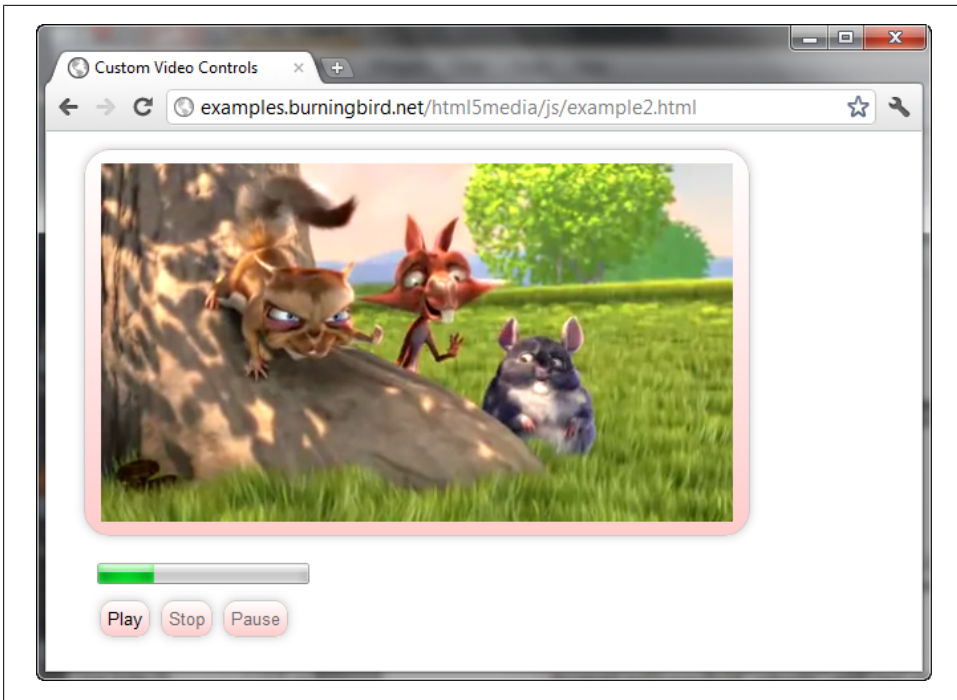 Custom Video Controls
examples.burningbird.net/html5media/js/example2.html
Play Stop Pause